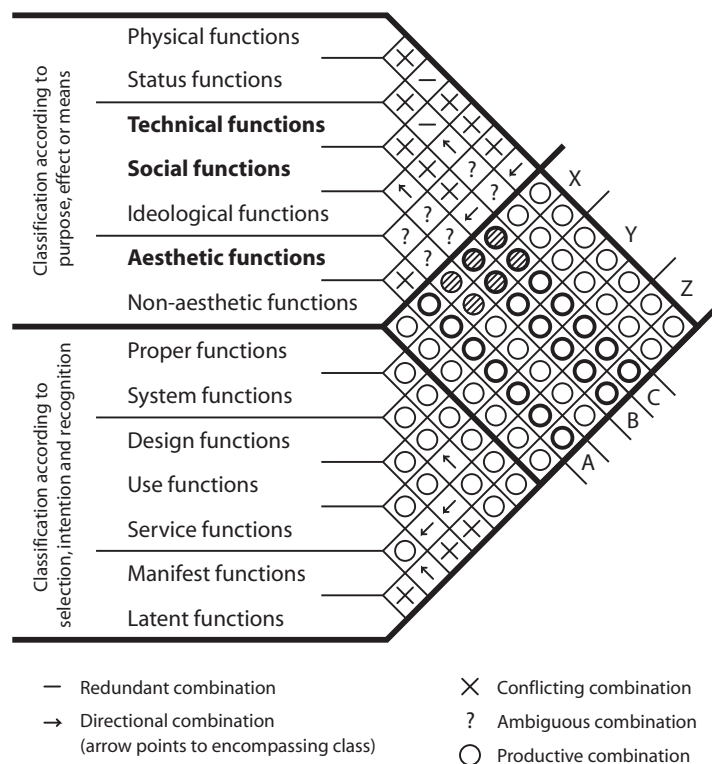 Classification according to
purpose, effect or means
Physical functions
Status functions
Technical functions
Social functions
Ideological functions
Aesthetic functions
Non-aesthetic functions
Classification according to
selection, intention and recognition
Proper functions
System functions
Design functions
Use functions
Service functions
Manifest functions
Latent functions
X
Y
Z
A
B
C
Redundant combination
Directional combination
(arrow points to encompassing class)
Conflicting combination
? Ambiguous combination
Productive combination